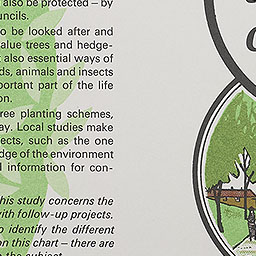 also be protected – by
uncils.
o be looked after and
alue trees and hedge-
t also essential ways of
ds, animals and insects
portant part of the life
on.
ree planting schemes,
ay. Local studies make
ects, such as the one
dge of the environment
l information for con-
his study concerns the
with follow-up projects.
o identify the different
on this chart – there are
n the subject